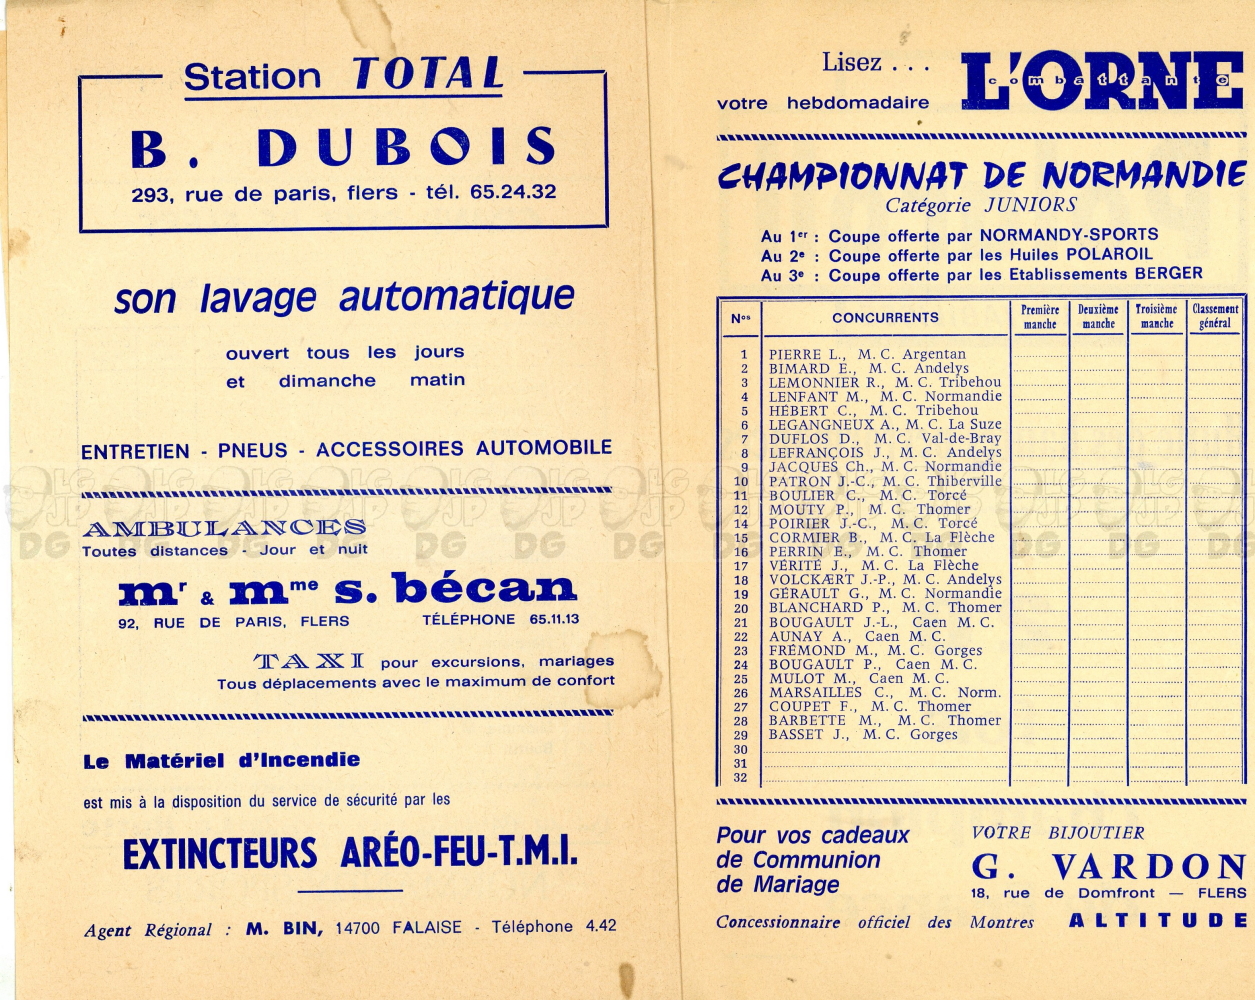 Station TOTAL
B. DUBOIS
293, rue de paris, flers - tél. 65.24.32
son lavage automatique
ouvert tous les jours
et dimanche matin
ENTRETIEN - PNEUS - ACCESSOIRES AUTOMOBILE
AMBULANCES
Toutes distances - Jour et nuit
mr & mme s. bécan
92, RUE DE PARIS, FLERS TÉLÉPHONE 65.11.13
TAXI pour excursions, mariages
Tous déplacements avec le maximum de confort
Le Matériel d'Incendie
est mis à la disposition du service de sécurité par les
EXTINCTEURS ARÉO-FEU-T.M.I.
Agent Régional : M. BIN, 14700 FALAISE - Téléphone 4.42
Lisez . . .
votre hebdomadaire
L'ORNE
combattante
CHAMPIONNAT DE NORMANDIE
Catégorie JUNIORS
Au 1er : Coupe offerte par NORMANDY-SPORTS
Au 2e : Coupe offerte par les Huiles POLAROIL
Au 3e : Coupe offerte par les Etablissements BERGER
Nos CONCURRENTS Première manche Deuxième manche Troisième manche Classement général
1 PIERRE L., M. C. Argentan
2 BIMARD E., M. C. Andelys
3 LEMONNIER R., M. C. Tribehou
4 LENFANT M., M. C. Normandie
5 HÉBERT C., M. C. Tribehou
6 LEGANGNEUX A., M. C. La Suze
7 DUFLOS D., M. C. Val-de-Bray
8 LEFRANÇOIS J., M. C. Andelys
9 JACQUES Ch., M. C. Normandie
10 PATRON J.-C., M. C. Thiberville
11 BOULIER C., M. C. Torcé
12 MOUTY P., M. C. Thomer
14 POIRIER J.-C., M. C. Torcé
15 CORMIER B., M. C. La Flèche
16 PERRIN E., M. C. Thomer
17 VÉRITÉ J., M. C. La Flèche
18 VOLCKÆRT J.-P., M. C. Andelys
19 GÉRAULT G., M. C. Normandie
20 BLANCHARD P., M. C. Thomer
21 BOUGAULT J.-L., Caen M. C.
22 AUNAY A., Caen M. C.
23 FRÉMOND M., M. C. Gorges
24 BOUGAULT P., Caen M. C.
25 MULOT M., Caen M. C.
26 MARSAILLES C., M. C. Norm.
27 COUPET F., M. C. Thomer
28 BARBETTE M., M. C. Thomer
29 BASSET J., M. C. Gorges
30
31
32
Pour vos cadeaux
de Communion
de Mariage
VOTRE BIJOUTIER
G. VARDON
18, rue de Domfront — FLERS
Concessionnaire officiel des Montres ALTITUDE